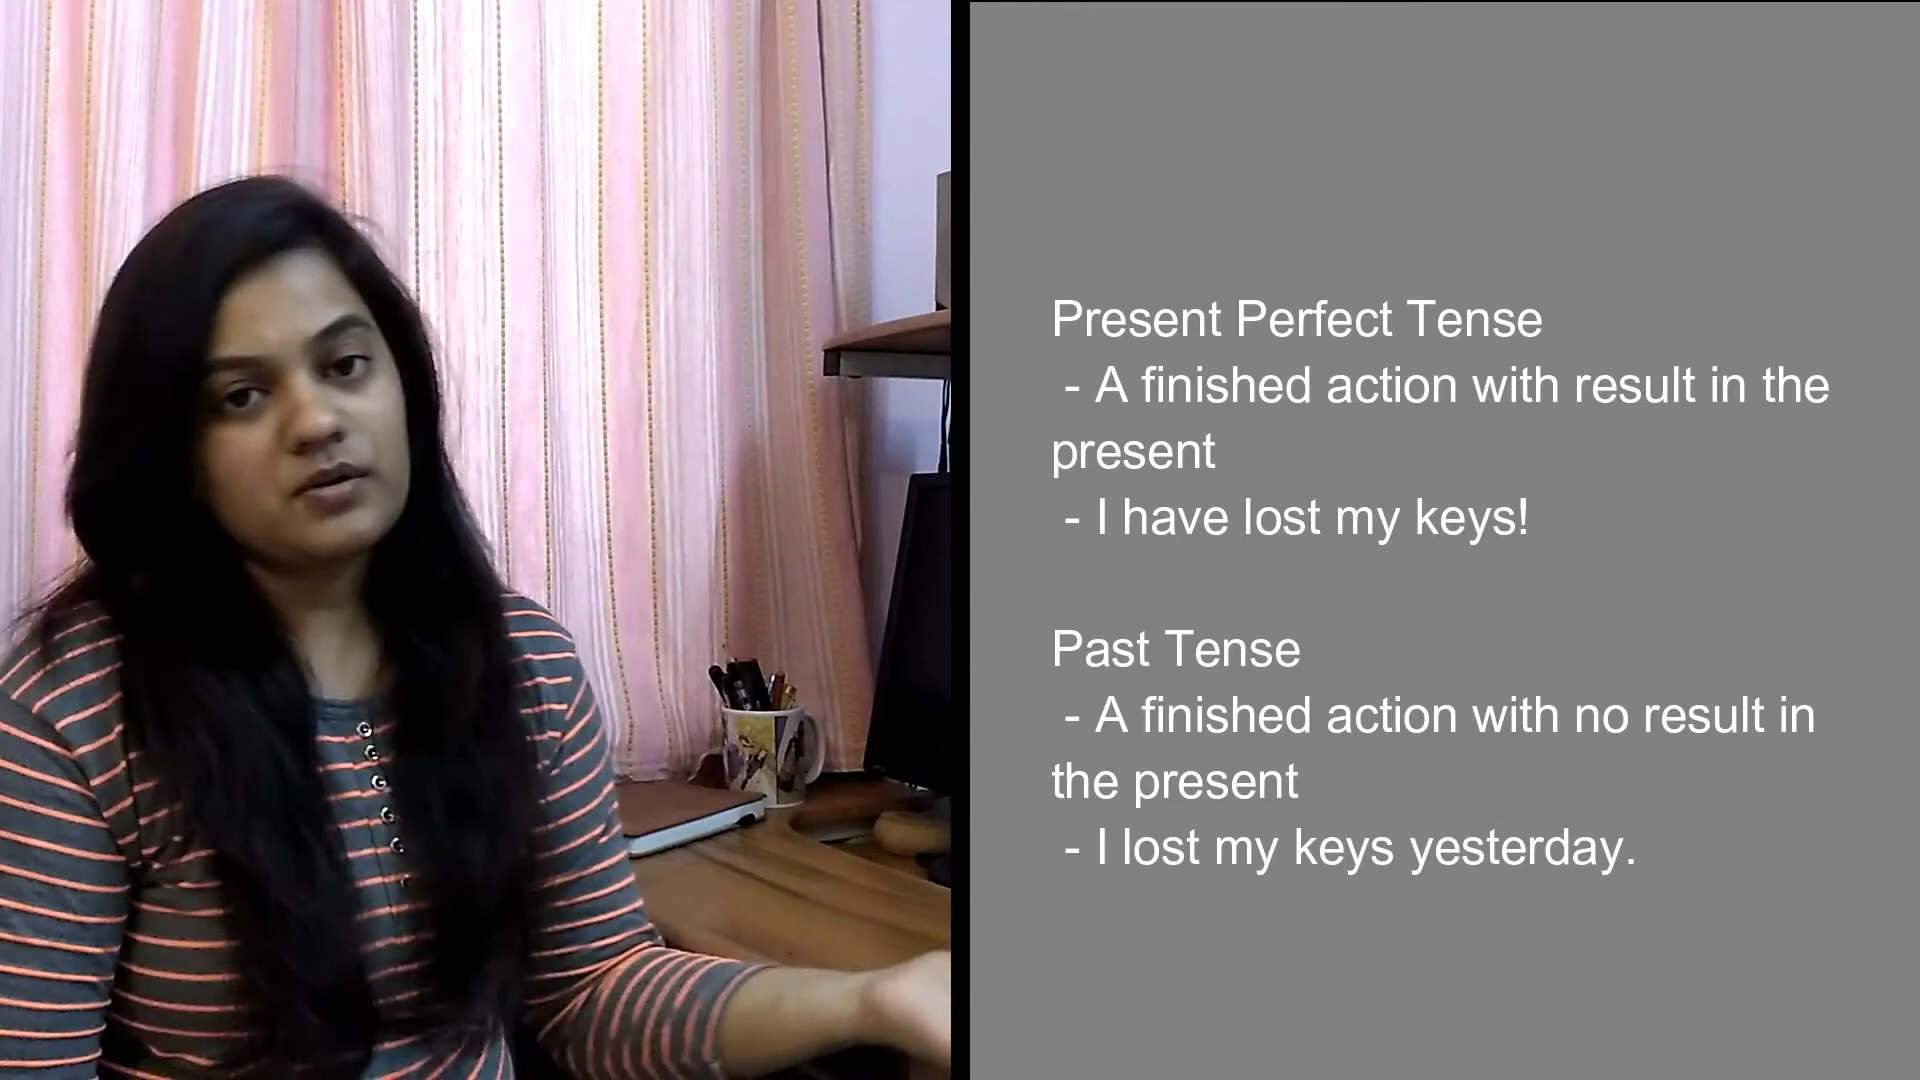 Present Perfect Tense
- A finished action with result in the
present
- I have lost my keys!
Past Tense
- A finished action with no result in
the present
- I lost my keys yesterday.